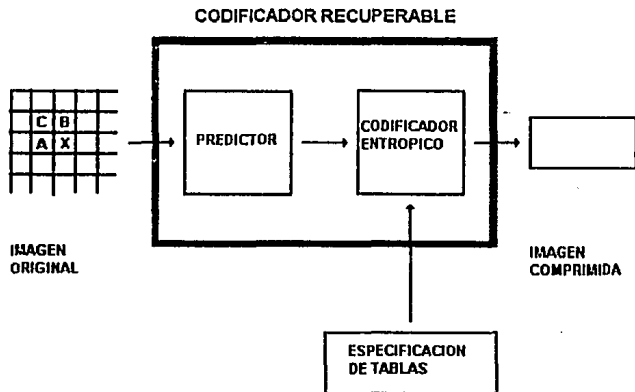 CODIFICADOR RECUPERABLE
C B
A X
PREDICTOR
CODIFICADOR
ENTROPICO
IMAGEN
ORIGINAL
IMAGEN
COMPRIMIDA
ESPECIFICACION
DE TABLAS